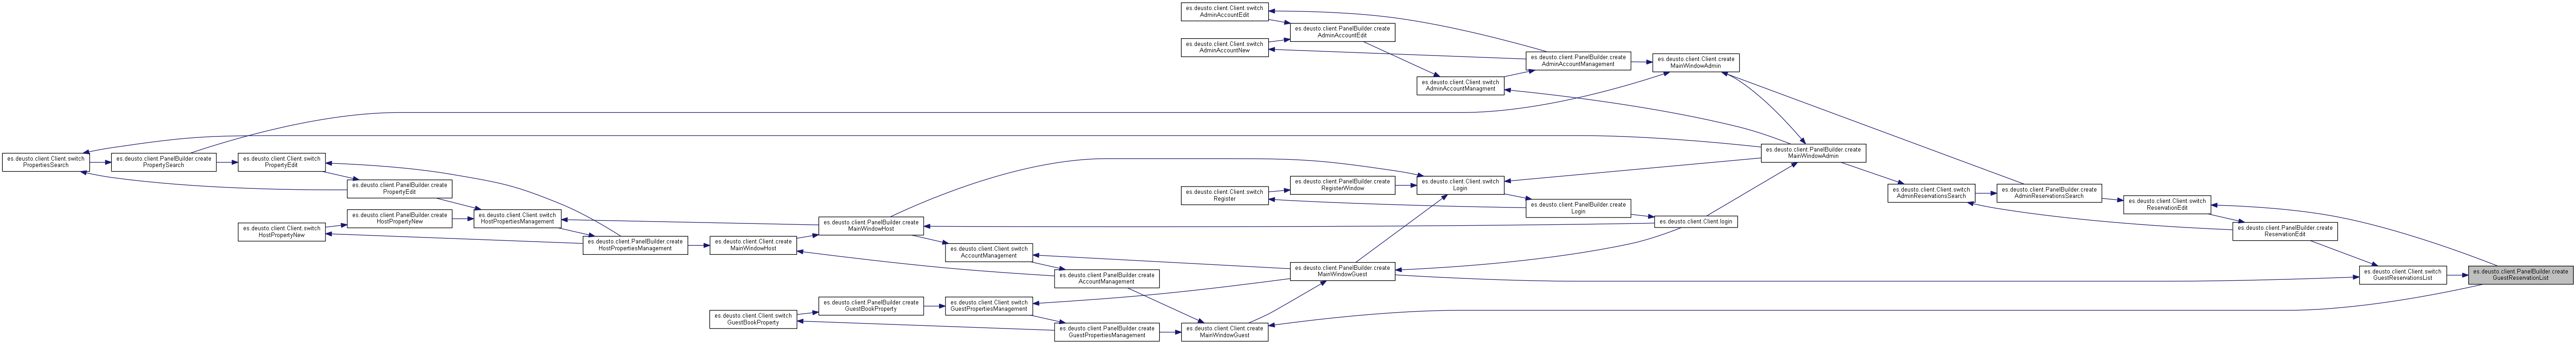 es.deusto.client.Client.switch
AdminAccountEdit
es.deusto.client.PanelBuilder.create
AdminAccountEdit
es.deusto.client.Client.switch
AdminAccountNew
es.deusto.client.PanelBuilder.create
AdminAccountManagement
es.deusto.client.Client.create
MainWindowAdmin
es.deusto.client.Client.switch
AdminAccountManagment
es.deusto.client.Client.switch
PropertiesSearch
es.deusto.client.PanelBuilder.create
PropertySearch
es.deusto.client.Client.switch
PropertyEdit
es.deusto.client.PanelBuilder.create
MainWindowAdmin
es.deusto.client.PanelBuilder.create
PropertyEdit
es.deusto.client.Client.switch
Register
es.deusto.client.PanelBuilder.create
RegisterWindow
es.deusto.client.Client.switch
Login
es.deusto.client.Client.switch
AdminReservationsSearch
es.deusto.client.PanelBuilder.create
AdminReservationsSearch
es.deusto.client.Client.switch
ReservationEdit
es.deusto.client.PanelBuilder.create
Login
es.deusto.client.Client.switch
HostPropertyNew
es.deusto.client.PanelBuilder.create
HostPropertyNew
es.deusto.client.Client.switch
HostPropertiesManagement
es.deusto.client.PanelBuilder.create
MainWindowHost
es.deusto.client.Client.login
es.deusto.client.PanelBuilder.create
ReservationEdit
es.deusto.client.PanelBuilder.create
HostPropertiesManagement
es.deusto.client.Client.create
MainWindowHost
es.deusto.client.Client.switch
AccountManagement
es.deusto.client.PanelBuilder.create
AccountManagement
es.deusto.client.PanelBuilder.create
MainWindowGuest
es.deusto.client.Client.switch
GuestReservationsList
es.deusto.client.PanelBuilder.create
GuestReservationList
es.deusto.client.Client.switch
GuestBookProperty
es.deusto.client.PanelBuilder.create
GuestBookProperty
es.deusto.client.Client.switch
GuestPropertiesManagement
es.deusto.client.PanelBuilder.create
GuestPropertiesManagement
es.deusto.client.Client.create
MainWindowGuest